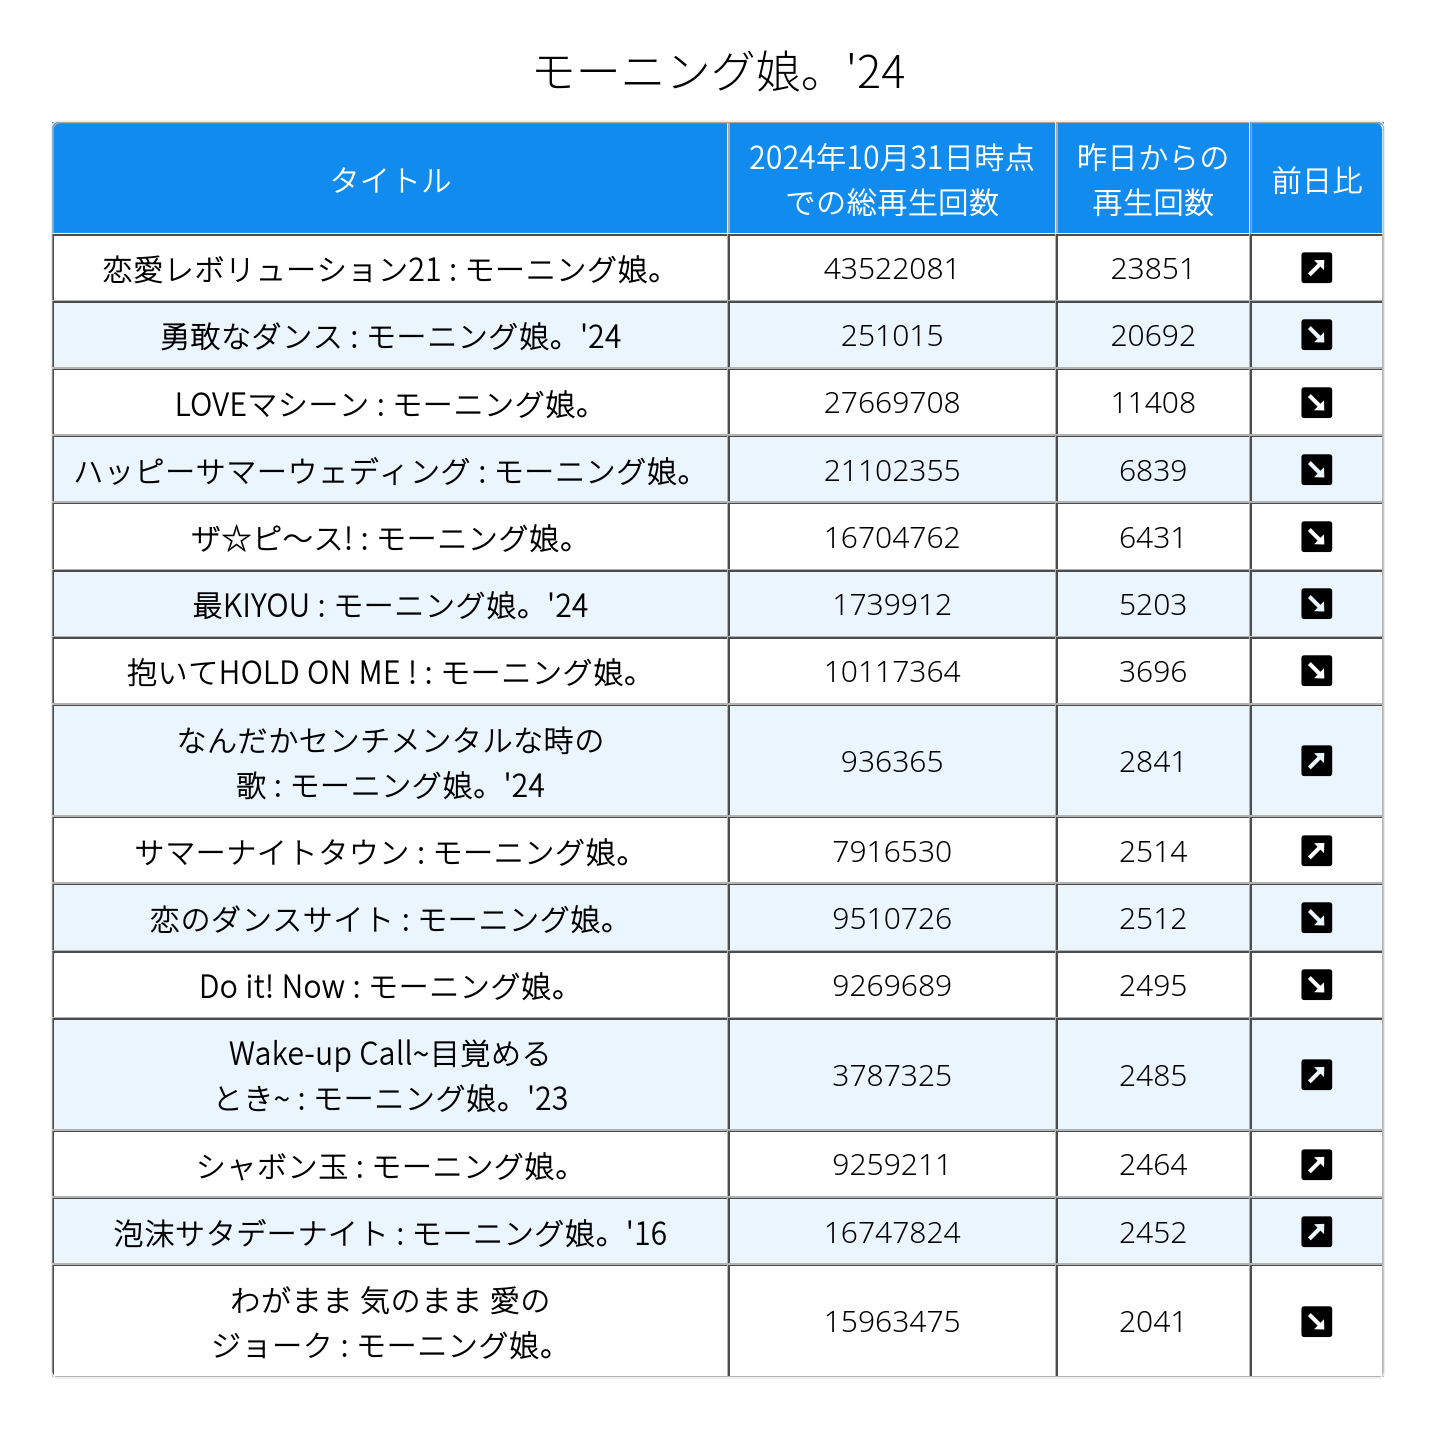 モーニング娘。'24
タイトル
2024年10月31日時点
での総再生回数
昨日からの
再生回数
前日比
恋愛レボリューション21 : モーニング娘。
43522081
23851
勇敢なダンス : モーニング娘。'24
251015
20692
LOVEマシーン : モーニング娘。
27669708
11408
ハッピーサマーウェディング : モーニング娘。
21102355
6839
ザ☆ピ～ス! : モーニング娘。
16704762
6431
最KIYOU : モーニング娘。'24
1739912
5203
抱いてHOLD ON ME ! : モーニング娘。
10117364
3696
なんだかセンチメンタルな時の
歌 : モーニング娘。'24
936365
2841
サマーナイトタウン : モーニング娘。
7916530
2514
恋のダンスサイト : モーニング娘。
9510726
2512
Do it! Now : モーニング娘。
9269689
2495
Wake-up Call~目覚める
とき~ : モーニング娘。'23
3787325
2485
シャボン玉 : モーニング娘。
9259211
2464
泡沫サタデーナイト : モーニング娘。'16
16747824
2452
わがまま 気のまま 愛の
ジョーク : モーニング娘。
15963475
2041